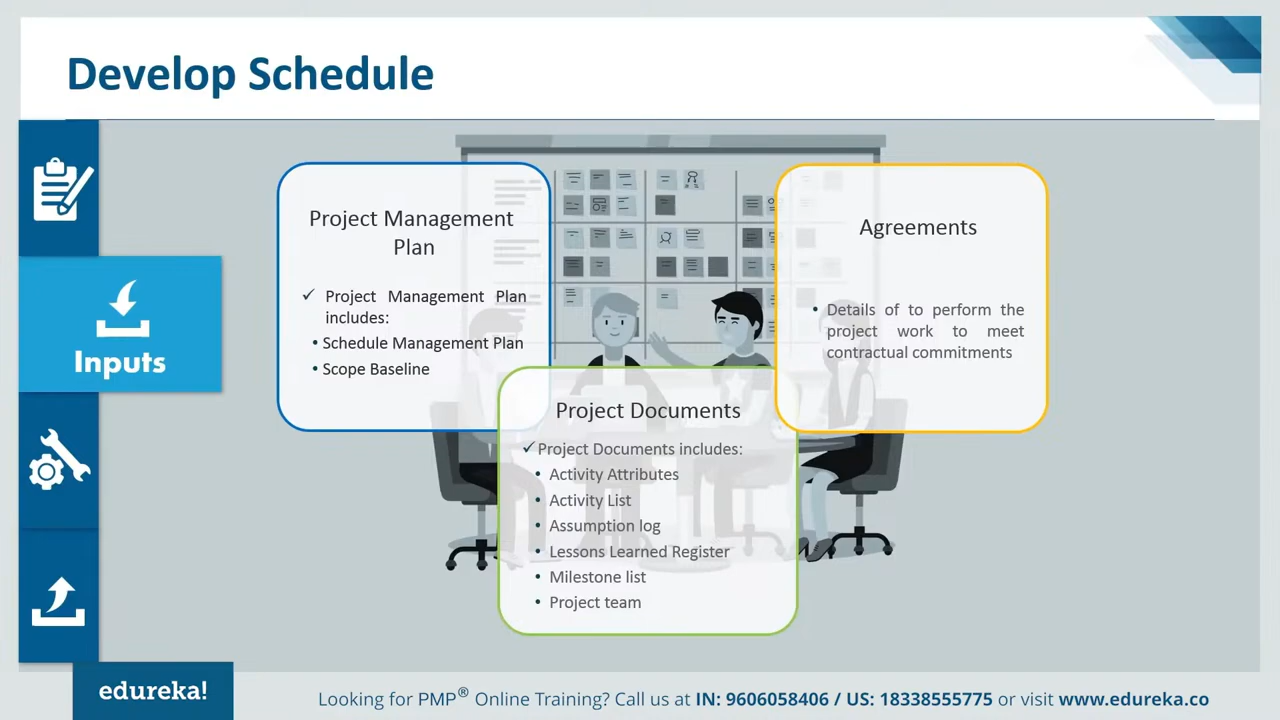 Develop Schedule
Inputs
Project Management
Plan
✓ Project Management Plan
includes:
• Schedule Management Plan
• Scope Baseline
Agreements
• Details of to perform the
project work to meet
contractual commitments
Project Documents
✓Project Documents includes:
• Activity Attributes
• Activity List
• Assumption log
• Lessons Learned Register
• Milestone list
• Project team
edureka!
Looking for PMP® Online Training? Call us at IN: 9606058406 / US: 18338555775 or visit www.edureka.co